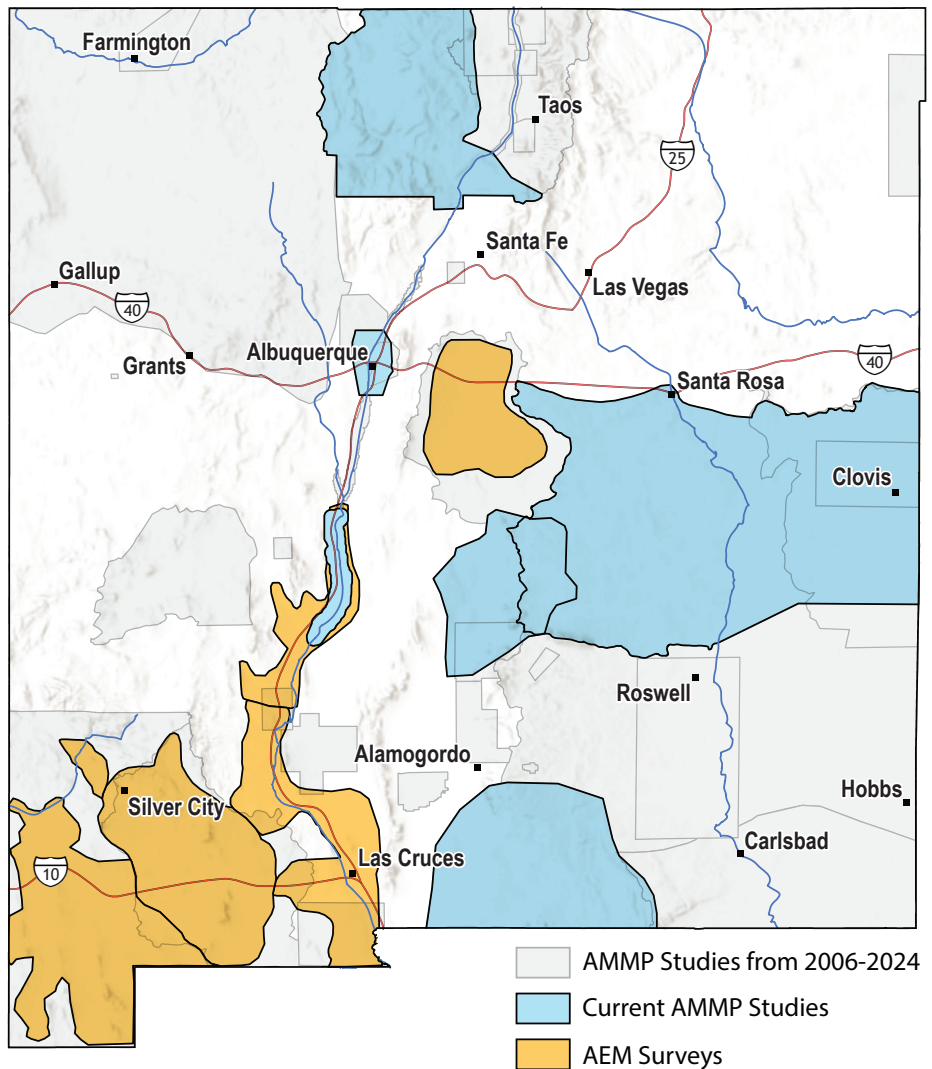 Farmington
Taos
25
Santa Fe
Gallup
Las Vegas
40
Grants
Albuquerque
40
Santa Rosa
Clovis
Roswell
Alamogordo
Silver City
Hobbs
Carlsbad
Las Cruces
10
AMMP Studies from 2006-2024
Current AMMP Studies
AEM Surveys